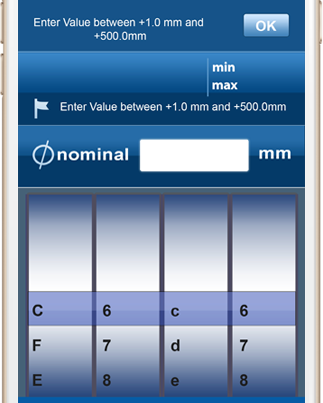 Enter Value between +1.0 mm and
+500.0mm
OK
min
max
Enter Value between +1.0 mm and +500.0mm
∅nominal mm
C 6 c 6
F 7 d 7
E 8 e 8